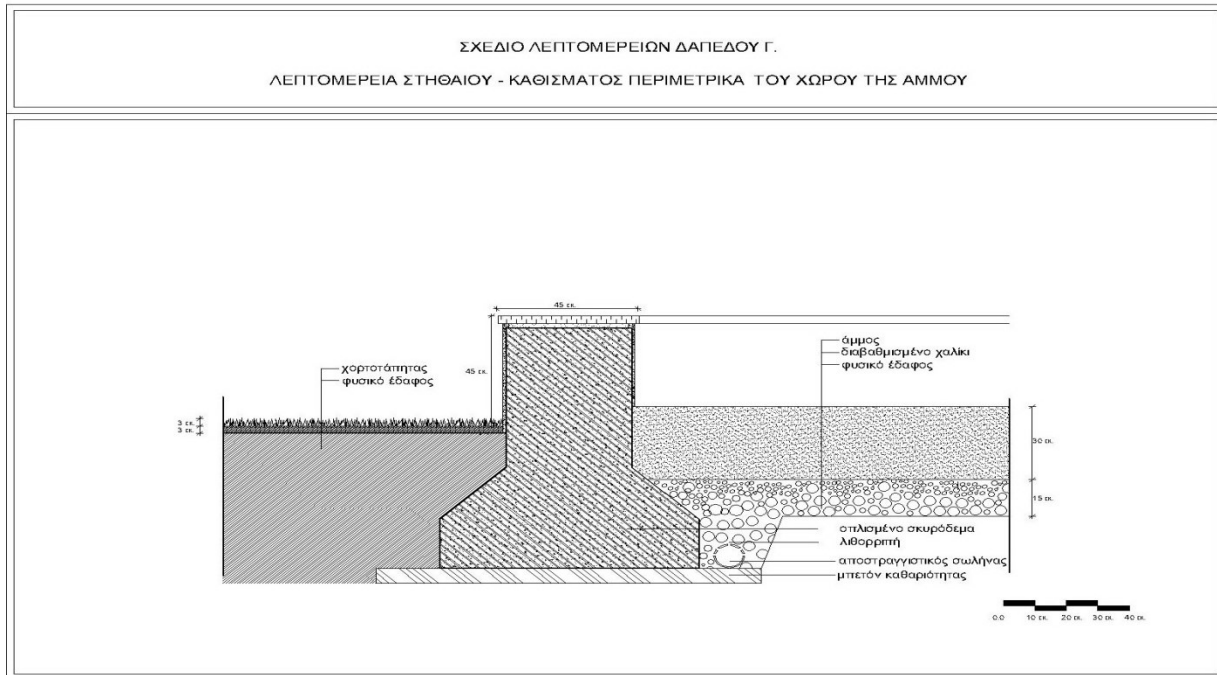 ΣΧΕΔΙΟ ΛΕΠΤΟΜΕΡΕΙΩΝ ΔΑΠΕΔΟΥ Γ.
ΛΕΠΤΟΜΕΡΕΙΑ ΣΤΗΘΑΙΟΥ - ΚΑΘΙΣΜΑΤΟΣ ΠΕΡΙΜΕΤΡΙΚΑ ΤΟΥ ΧΩΡΟΥ ΤΗΣ ΑΜΜΟΥ
45 εκ.
άμμος
διαβαθμισμένο χαλίκι
φυσικό έδαφος
χορτοτάπητας
φυσικό έδαφος
45 εκ.
3 εκ.
3 εκ.
30 εκ.
15 εκ.
οπλισμένο σκυρόδεμα
λιθορριπή
αποστραγγιστικός σωλήνας
μπετόν καθαριότητας
0.0 10 εκ. 20 εκ. 30 εκ. 40 εκ.